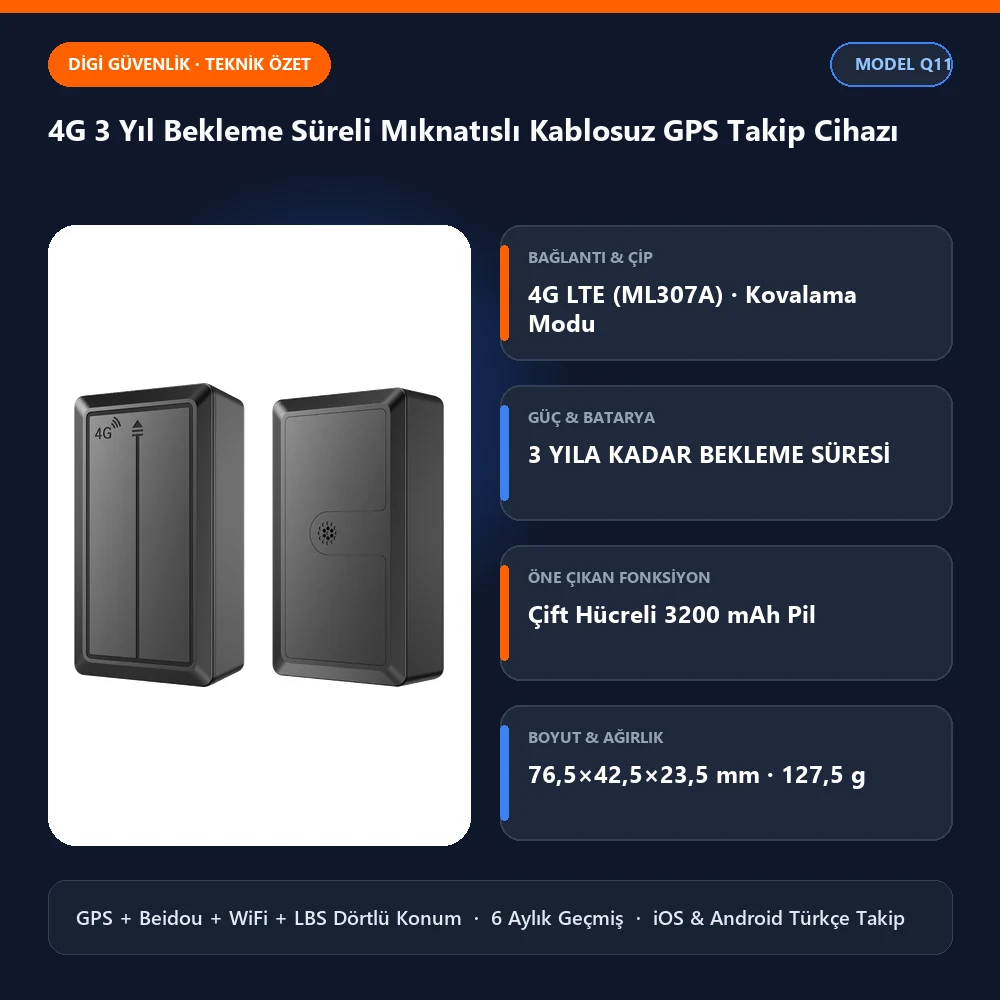 DİGİ GÜVENLİK · TEKNİK ÖZET
MODEL Q11
4G 3 Yıl Bekleme Süreli Mıknatıslı Kablosuz GPS Takip Cihazı
4G
BAĞLANTI & ÇİP
4G LTE (ML307A) · Kovalama
Modu
GÜÇ & BATARYA
3 YILA KADAR BEKLEME SÜRESİ
ÖNE ÇIKAN FONKSİYON
Çift Hücreli 3200 mAh Pil
BOYUT & AĞIRLIK
76,5×42,5×23,5 mm · 127,5 g
GPS + Beidou + WiFi + LBS Dörtlü Konum · 6 Aylık Geçmiş · iOS & Android Türkçe Takip